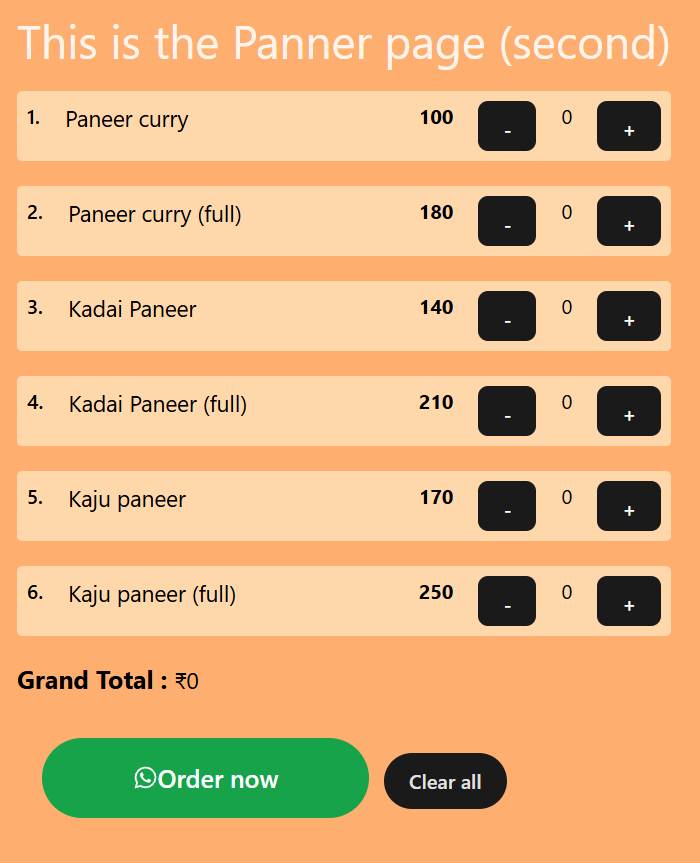 This is the Panner page (second)
1. Paneer curry 100 - 0 +
2. Paneer curry (full) 180 - 0 +
3. Kadai Paneer 140 - 0 +
4. Kadai Paneer (full) 210 - 0 +
5. Kaju paneer 170 - 0 +
6. Kaju paneer (full) 250 - 0 +
Grand Total : ₹0
Order now Clear all